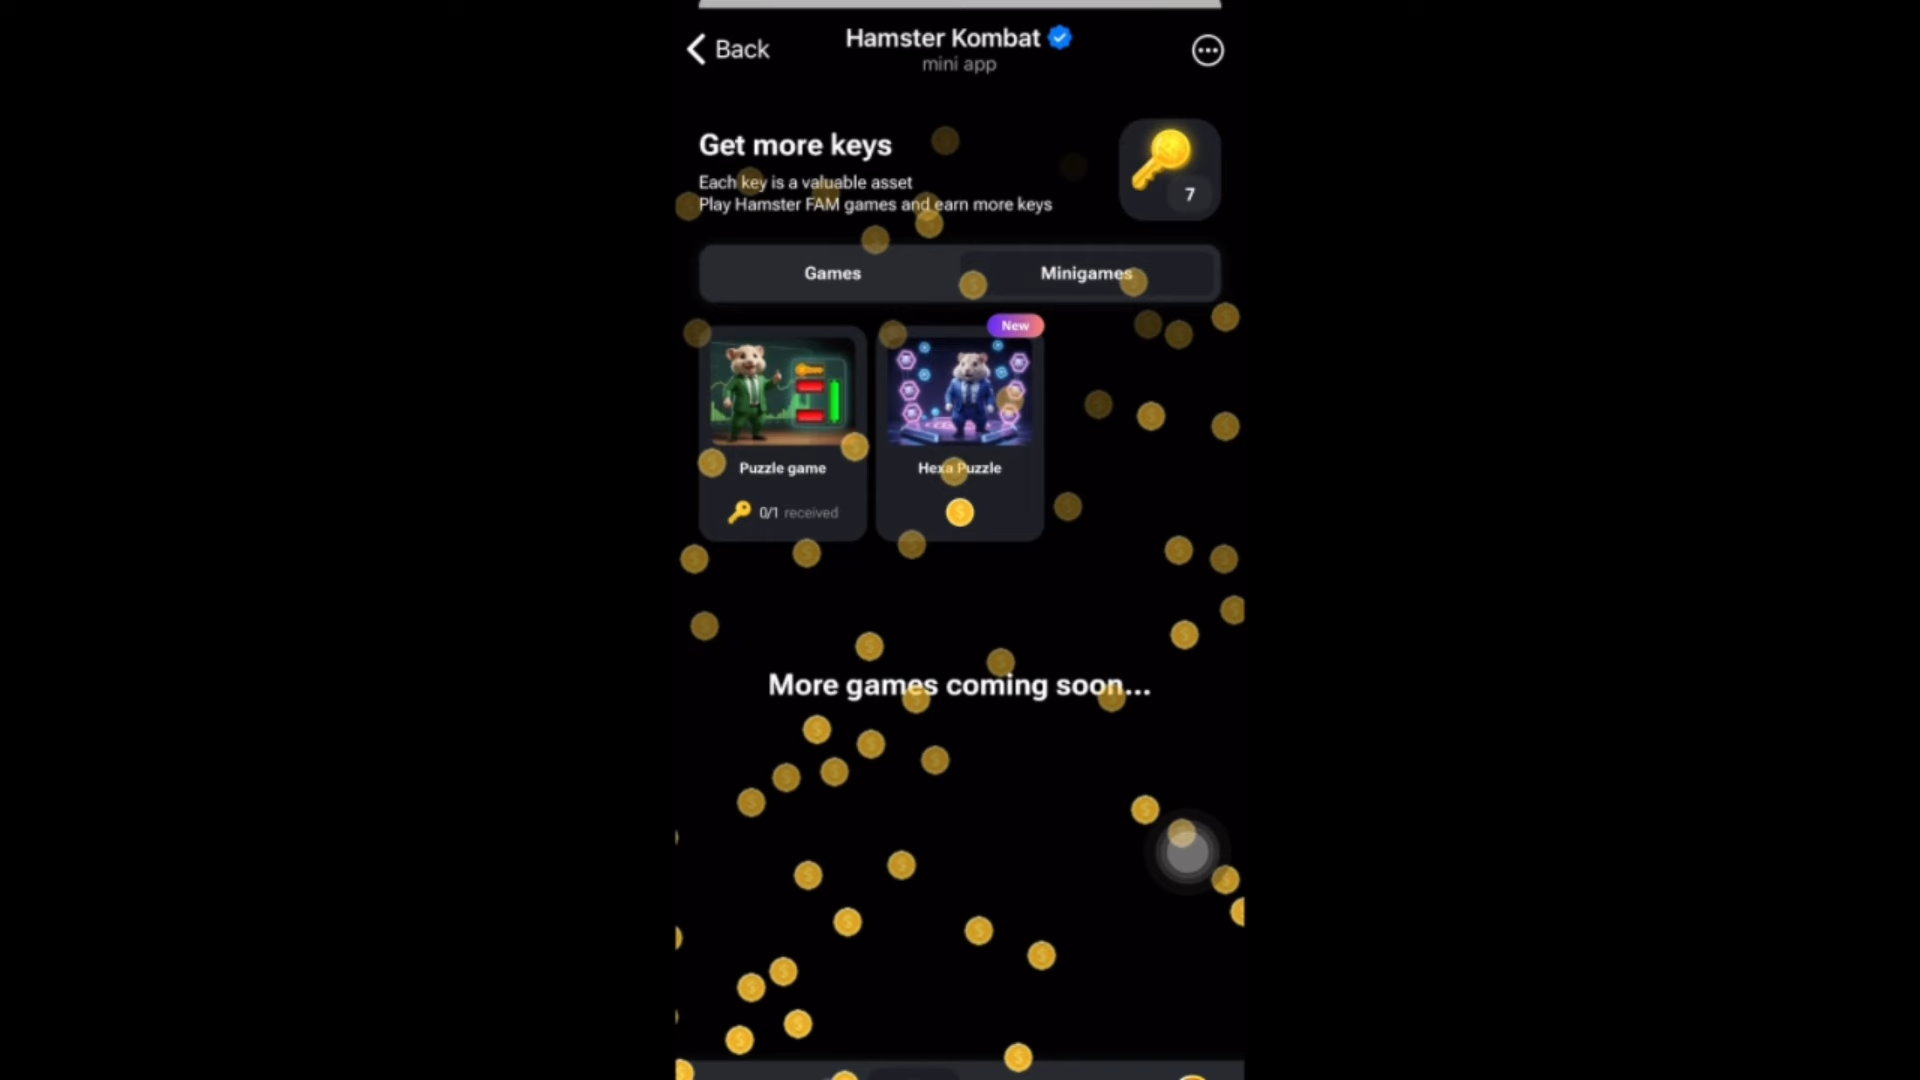 Back
Hamster Kombat
mini app
Get more keys
Each key is a valuable asset
Play Hamster FAM games and earn more keys
7
Games
Minigames
New
Puzzle game
Hexa Puzzle
0/1 received
More games coming soon...